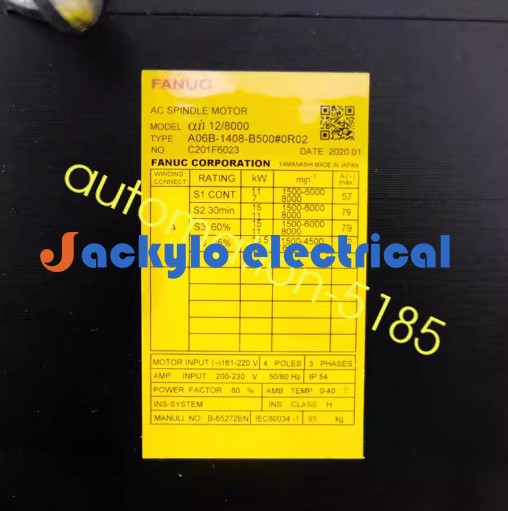 FANUC
AC SPINDLE MOTOR
MODEL αiI 12/8000
TYPE A06B-1408-B500#0R02
NO C201F6023 DATE 2020.01
FANUC CORPORATION YAMANASHI MADE IN JAPAN
WINDING CONNECT RATING kW min⁻¹ A(~) max.
S1 CONT. 11 1500-6000 57
7 8000
S2 30min 15 1500-6000 79
11 8000
A S3 60% 15 1500-6000 79
11 8000
1500-4500
Jackylo electrical
automation-5185
MOTOR INPUT (~)161-220 V 4 POLES 3 PHASES
AMP INPUT 200-230 V 50/60 Hz IP 54
POWER FACTOR 80 % AMB TEMP 0-40 ℃
INS-SYSTEM INS CLASS H
MANUL NO B-65272EN IEC60034 -1 95 kg